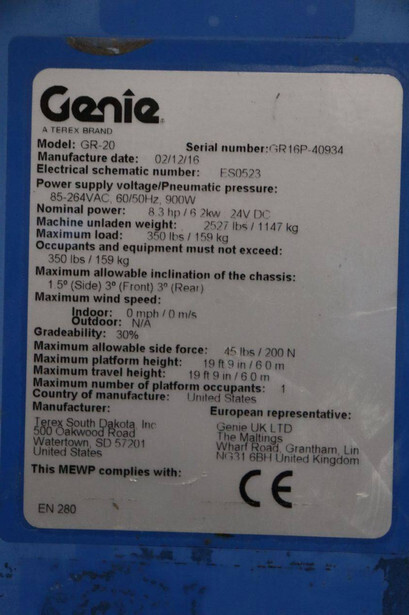 Genie
A TEREX BRAND
Model: GR-20 Serial number: GR16P-40934
Manufacture date: 02/12/16
Electrical schematic number: ES0523
Power supply voltage/Pneumatic pressure:
85-264VAC, 60/50Hz, 900W
Nominal power: 8.3 hp / 6.2kw 24V DC
Machine unladen weight: 2527 lbs / 1147 kg
Maximum load: 350 lbs / 159 kg
Occupants and equipment must not exceed:
350 lbs / 159 kg
Maximum allowable inclination of the chassis:
1.5º (Side) 3º (Front) 3º (Rear)
Maximum wind speed:
Indoor: 0 mph / 0 m/s
Outdoor: N/A
Gradeability: 30%
Maximum allowable side force: 45 lbs / 200 N
Maximum platform height: 19 ft 9 in / 6.0 m
Maximum travel height: 19 ft 9 in / 6.0 m
Maximum number of platform occupants: 1
Country of manufacture: United States
Manufacturer: European representative:
Terex South Dakota, Inc Genie UK LTD
500 Oakwood Road The Maltings
Watertown, SD 57201 Wharf Road, Grantham, Lin
United States NG31 6BH United Kingdom
This MEWP complies with:
CE
EN 280